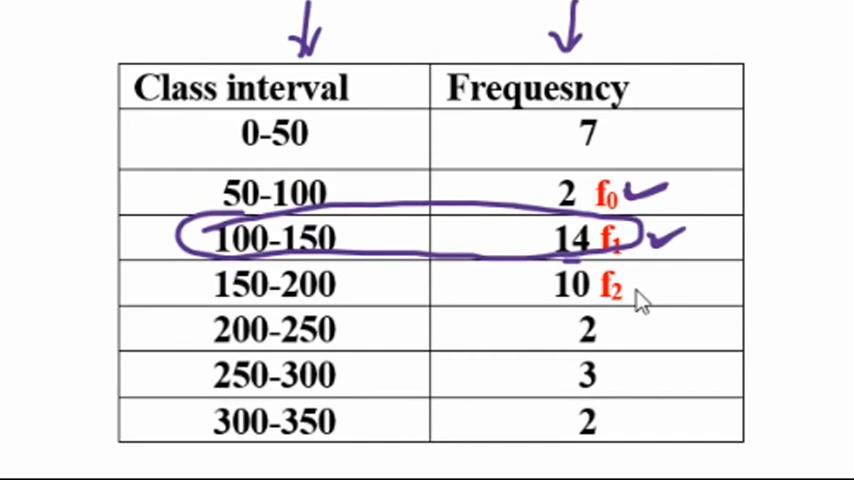 Class interval Frequesncy
0-50 7
50-100 2 f₀
100-150 14 f₁
150-200 10 f₂
200-250 2
250-300 3
300-350 2